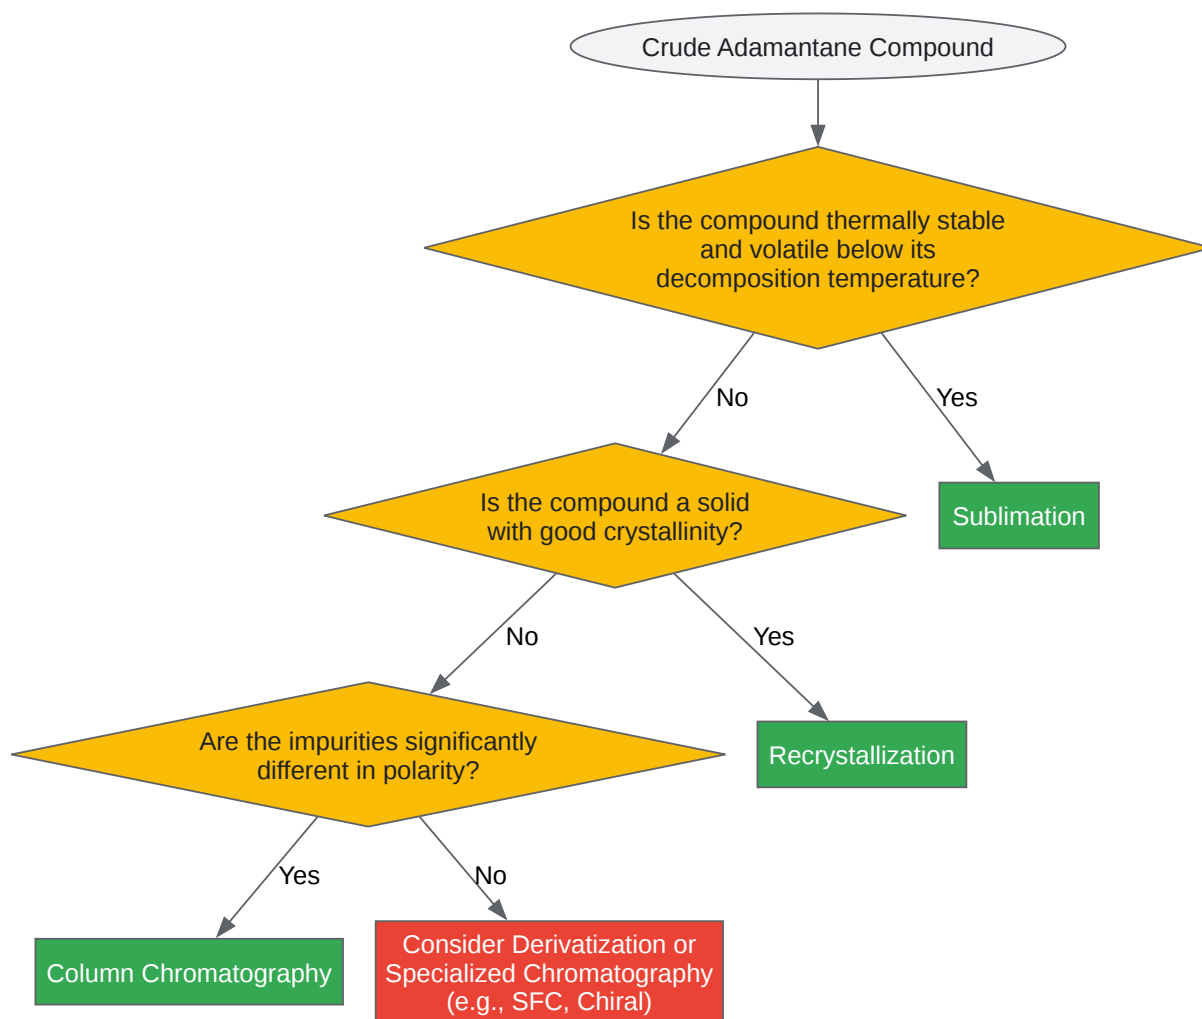 Crude Adamantane Compound
Is the compound thermally stable
and volatile below its
decomposition temperature?
No
Yes
Is the compound a solid
with good crystallinity?
Sublimation
No
Yes
Are the impurities significantly
different in polarity?
Recrystallization
Yes
No
Column Chromatography
Consider Derivatization or
Specialized Chromatography
(e.g., SFC, Chiral)